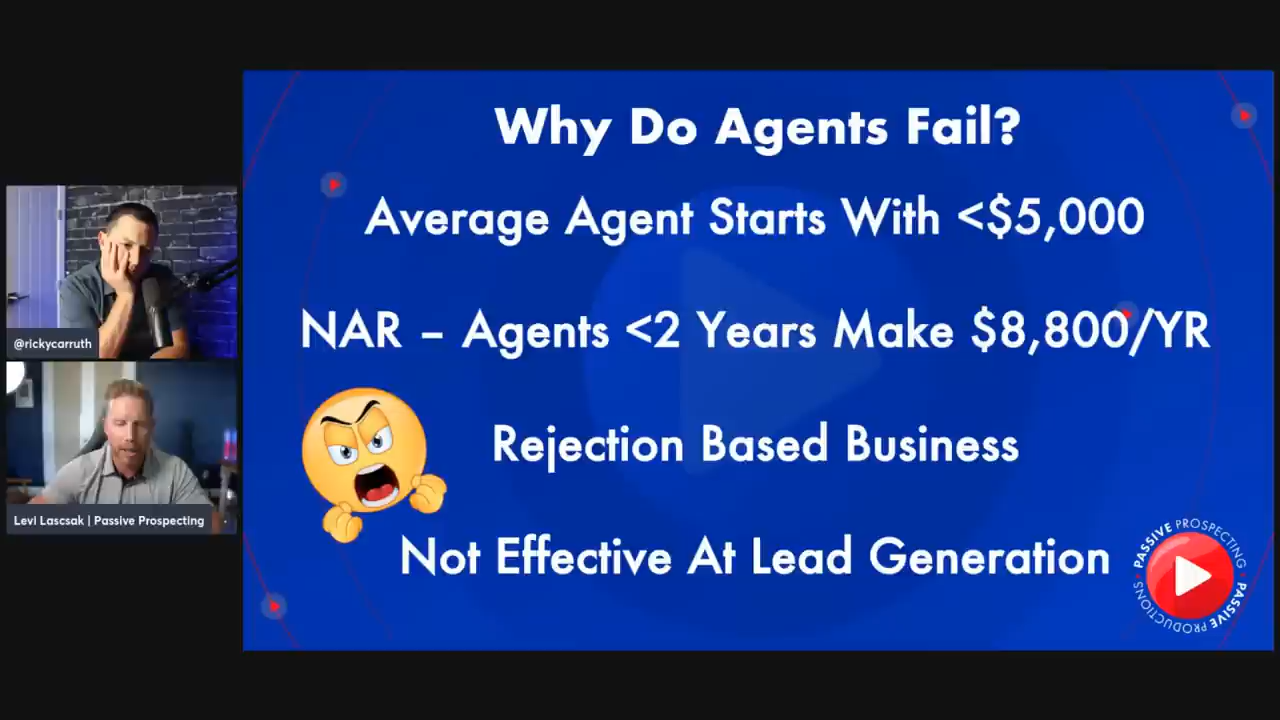 Why Do Agents Fail?
Average Agent Starts With <$5,000
NAR – Agents <2 Years Make $8,800/YR
Rejection Based Business
Not Effective At Lead Generation
@rickycarruth
Levi Lascsak | Passive Prospecting
PASSIVE PROSPECTING
PASSIVE PRODUCTIONS